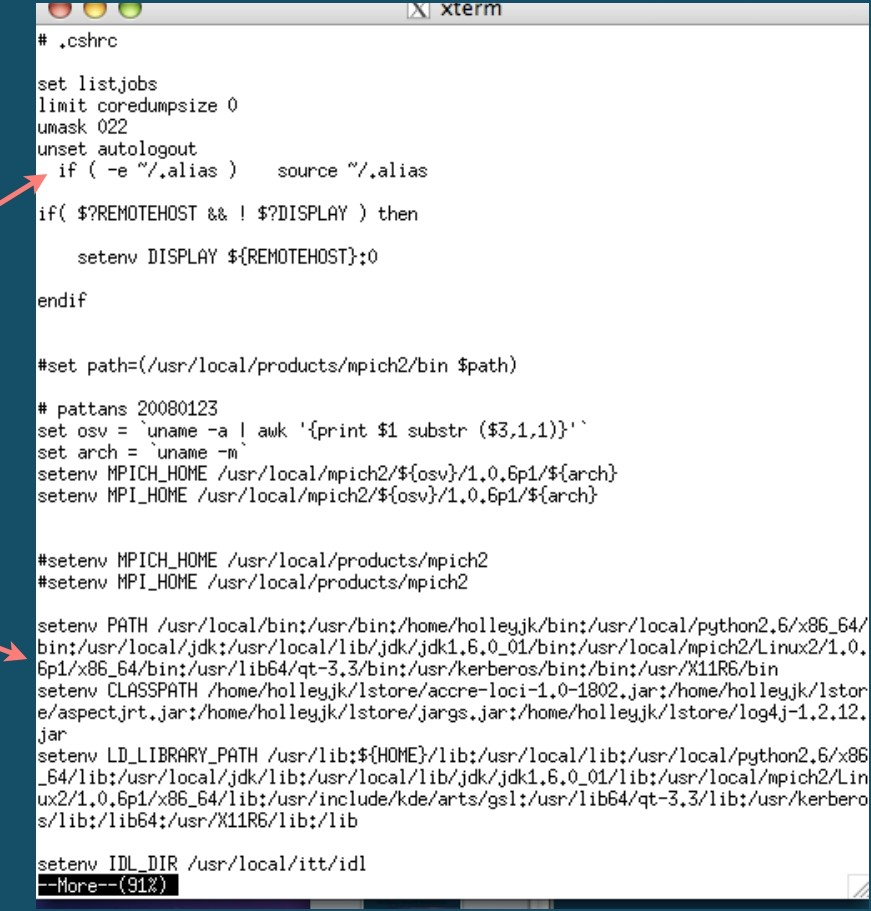 xterm
# .cshrc
set listjobs
limit coredumpsize 0
umask 022
unset autologout
if ( -e ~/.alias )    source ~/.alias
if( $?REMOTEHOST && ! $?DISPLAY ) then
setenv DISPLAY ${REMOTEHOST}:0
endif
#set path=(/usr/local/products/mpich2/bin $path)
# pattans 20080123
set osv = `uname -a | awk '{print $1 substr ($3,1,1)}'`
set arch = `uname -m`
setenv MPICH_HOME /usr/local/mpich2/${osv}/1.0.6p1/${arch}
setenv MPI_HOME /usr/local/mpich2/${osv}/1.0.6p1/${arch}
#setenv MPICH_HOME /usr/local/products/mpich2
#setenv MPI_HOME /usr/local/products/mpich2
setenv PATH /usr/local/bin:/usr/bin:/home/holleyjk/bin:/usr/local/python2.6/x86_64/
bin:/usr/local/jdk:/usr/local/lib/jdk/jdk1.6.0_01/bin:/usr/local/mpich2/Linux2/1.0.
6p1/x86_64/bin:/usr/lib64/qt-3.3/bin:/usr/kerberos/bin:/bin:/usr/X11R6/bin
setenv CLASSPATH /home/holleyjk/lstore/accre-loci-1.0-1802.jar:/home/holleyjk/lstor
e/aspectjrt.jar:/home/holleyjk/lstore/jargs.jar:/home/holleyjk/lstore/log4j-1.2.12.
jar
setenv LD_LIBRARY_PATH /usr/lib:${HOME}/lib:/usr/local/lib:/usr/local/python2.6/x86
_64/lib:/usr/local/jdk/lib:/usr/local/lib/jdk/jdk1.6.0_01/lib:/usr/local/mpich2/Lin
ux2/1.0.6p1/x86_64/lib:/usr/include/kde/arts/gsl:/usr/lib64/qt-3.3/lib:/usr/kerbero
s/lib:/lib64:/usr/X11R6/lib:/lib
setenv IDL_DIR /usr/local/itt/idl
--More--(91%)